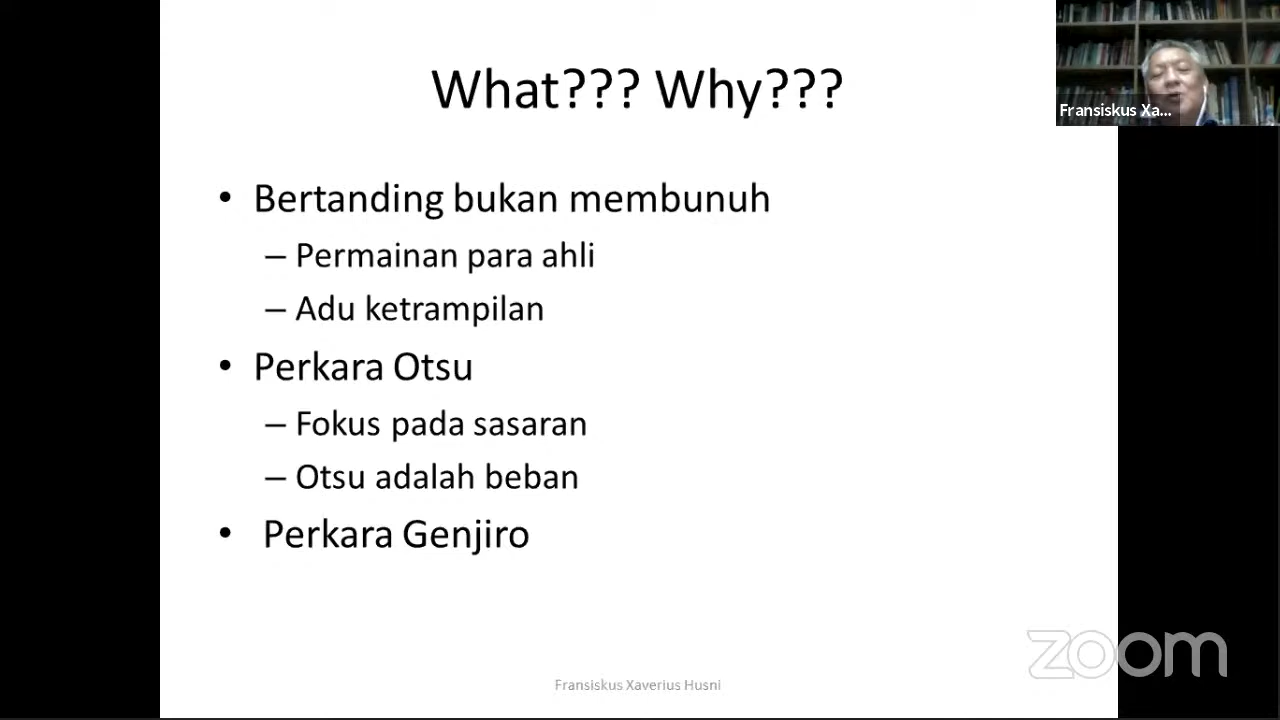 What??? Why???
Fransiskus Xa...
• Bertanding bukan membunuh
– Permainan para ahli
– Adu ketrampilan
• Perkara Otsu
– Fokus pada sasaran
– Otsu adalah beban
• Perkara Genjiro
zoom
Fransiskus Xaverius Husni